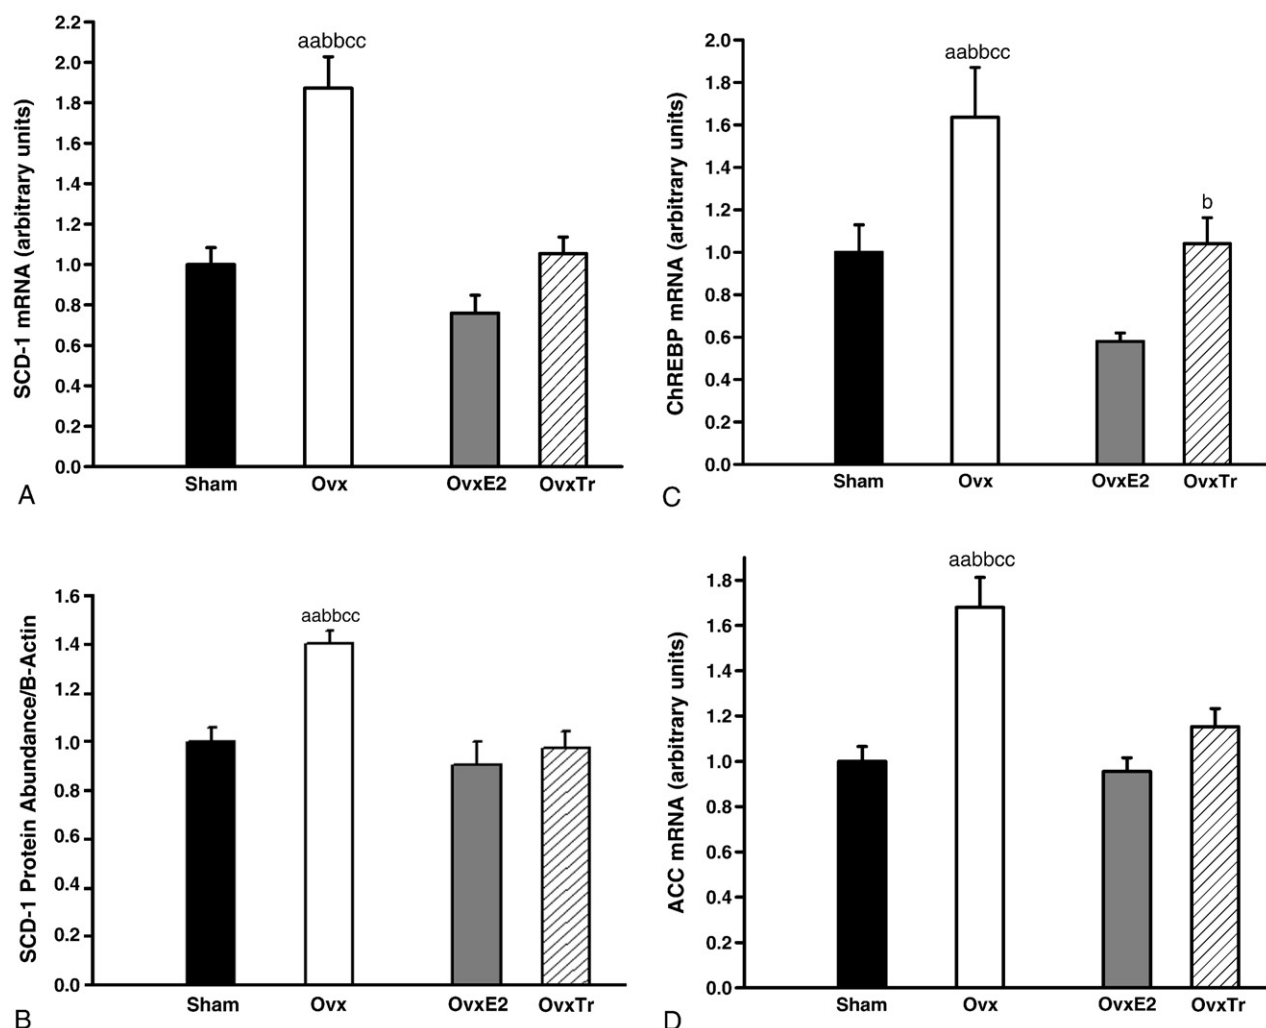 SCD-1 mRNA (arbitrary units)
2.2
2.0
1.8
1.6
1.4
1.2
1.0
0.8
0.6
0.4
0.2
0.0
aabbcc
Sham Ovx OvxE2 OvxTr
A
ChREBP mRNA (arbitrary units)
2.0
1.8
1.6
1.4
1.2
1.0
0.8
0.6
0.4
0.2
0.0
aabbcc
b
Sham Ovx OvxE2 OvxTr
C
SCD-1 Protein Abundance/B-Actin
1.6
1.4
1.2
1.0
0.8
0.6
0.4
0.2
0.0
aabbcc
Sham Ovx OvxE2 OvxTr
B
ACC mRNA (arbitrary units)
1.8
1.6
1.4
1.2
1.0
0.8
0.6
0.4
0.2
0.0
aabbcc
Sham Ovx OvxE2 OvxTr
D